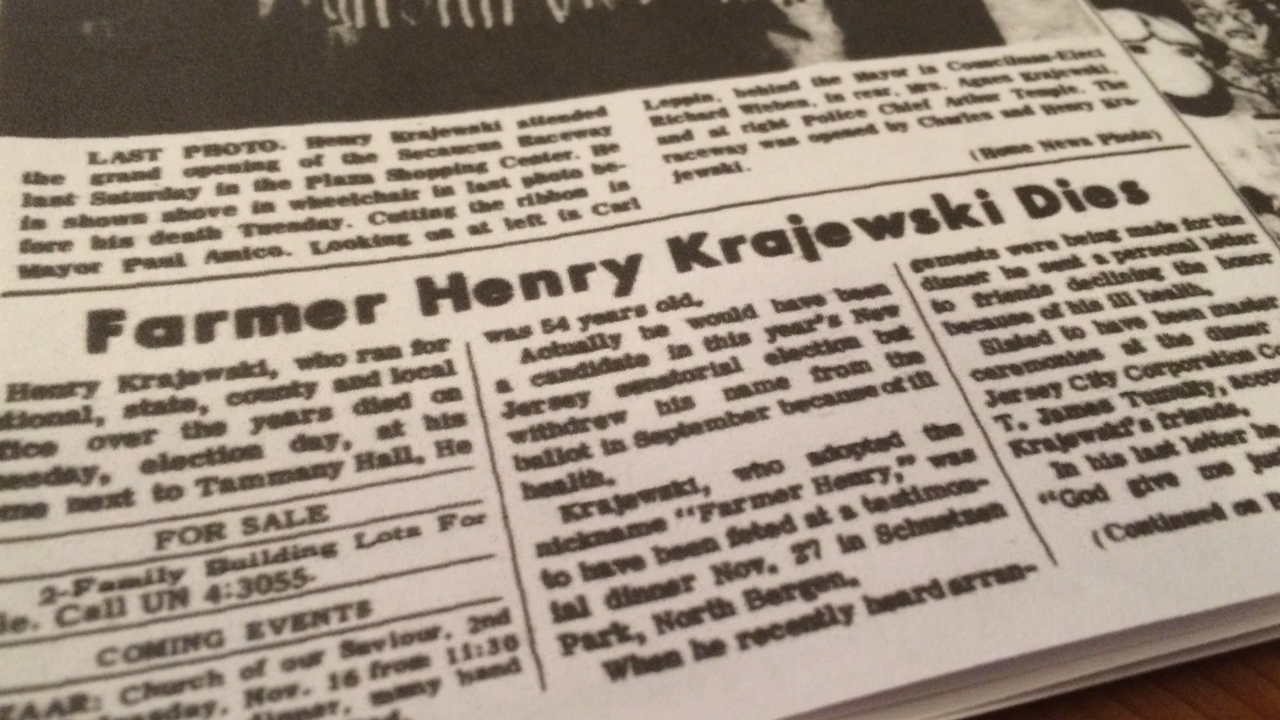 LAST PHOTO. Henry Krajewski attended
the grand opening of the Secaucus Raceway
last Saturday in the Plaza Shopping Center. He
is shown above in wheelchair in last photo be-
fore his death Tuesday. Cutting the ribbon is
Mayor Paul Amico. Looking on at left is Carl
Leppin, behind the Mayor is Councilman-Elect
Richard Wieben, in rear, Mrs. Agnes Krajewski,
and at right Police Chief Arthur Temple. The
raceway was opened by Charles and Henry Kra-
jewski.
(Home News Photo)
Farmer Henry Krajewski Dies
Henry Krajewski, who ran for
tional, state, county and local
fice over the years died on
esday, election day, at his
me next to Tammany Hall. He
FOR SALE
2-Family Building Lots For
le. Call UN 4:3055-
COMING EVENTS
ZAAR: Church of our Saviour, 2nd
Nov. 16 from 11:30
dinner, many hand
was 54 years old.
Actually he would have been
a candidate in this year's New
Jersey senatorial election but
withdrew his name from the
ballot in September because of ill
health.
Krajewski, who adopted the
nickname "Farmer Henry," was
to have been feted at a testimon-
ial dinner Nov. 27 in Schuetzen
Park, North Bergen.
When he recently heard arran-
gements were being made for the
dinner he sent a personal letter
to friends declining the honor
because of his ill health.
Slated to have been master
ceremonies at the dinner
Jersey City Corporation Co
T. James Tumulty, acco
Krajewski's friends.
In his last letter he
"God give me ju
(Continued on